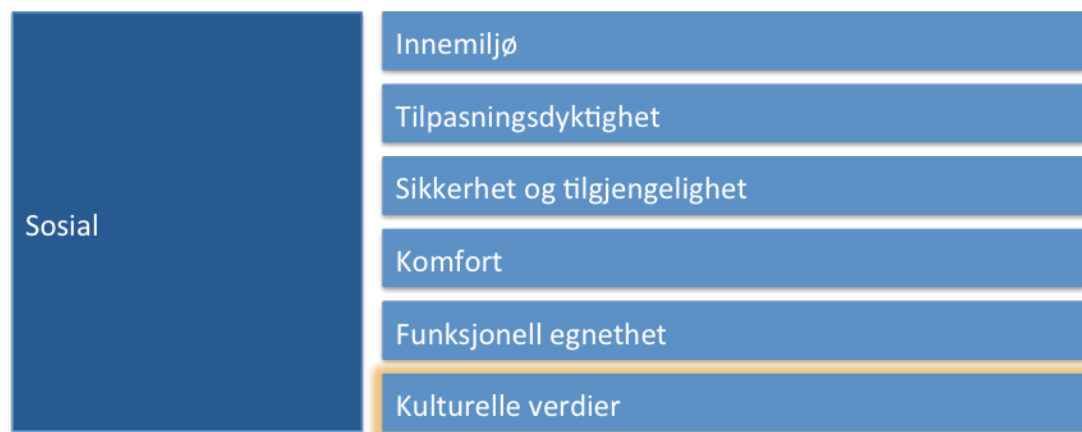 Sosial
Innemiljø
Tilpasningsdyktighet
Sikkerhet og tilgjengelighet
Komfort
Funksjonell egnethet
Kulturelle verdier